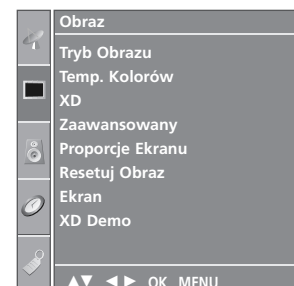 Obraz
Tryb Obrazu
Temp. Kolorów
XD
Zaawansowany
Proporcje Ekranu
Resetuj Obraz
Ekran
XD Demo
▲▼ ◄► OK MENU